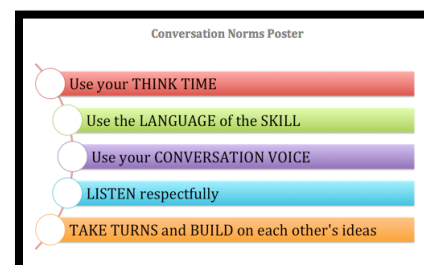 Conversation Norms Poster
Use your THINK TIME
Use the LANGUAGE of the SKILL
Use your CONVERSATION VOICE
LISTEN respectfully
TAKE TURNS and BUILD on each other's ideas